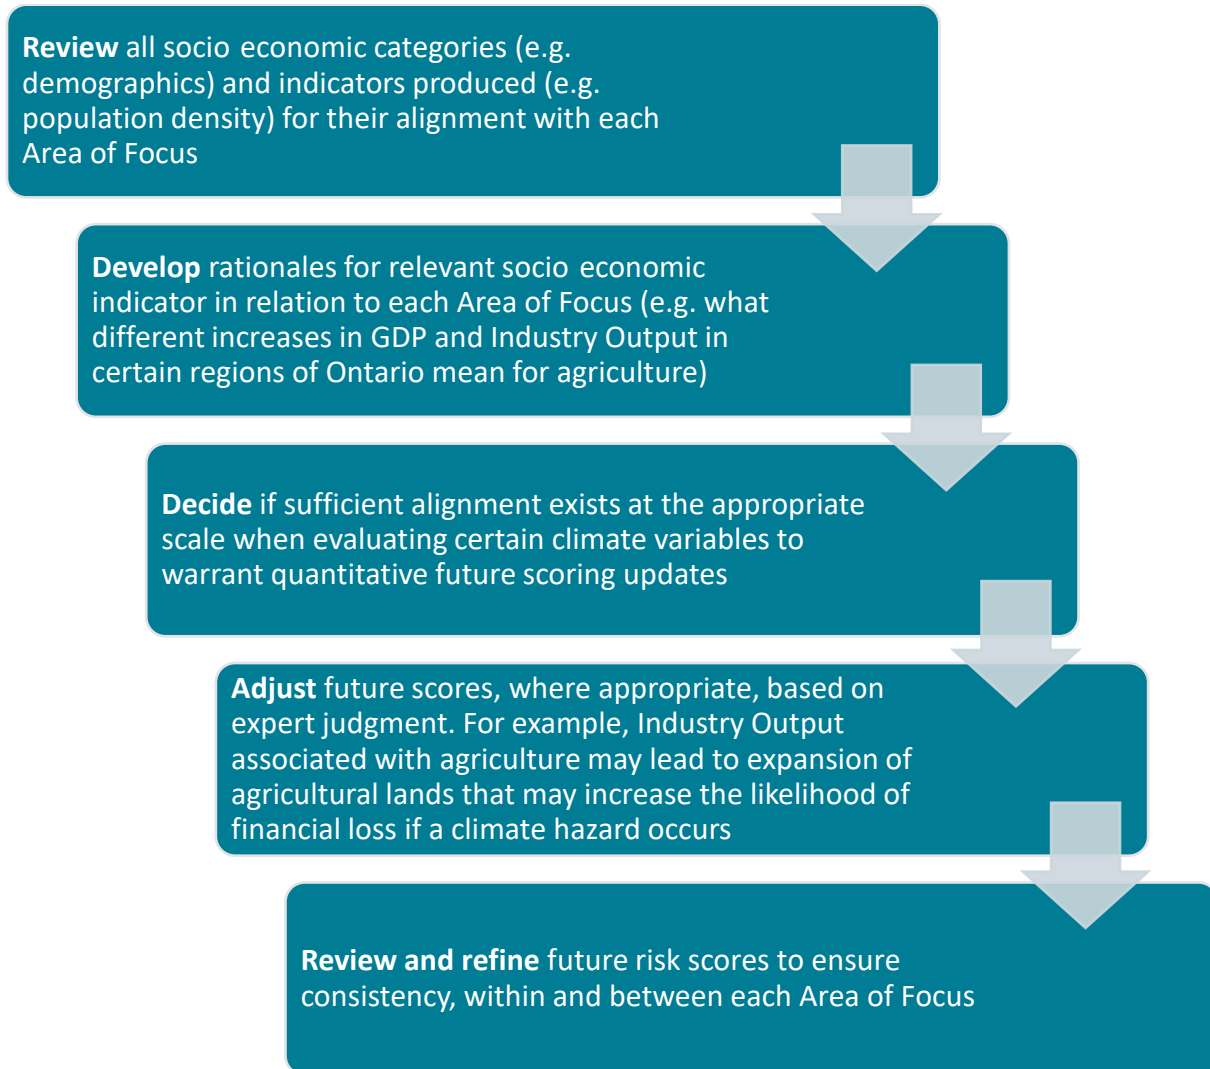 Review all socio economic categories (e.g.
demographics) and indicators produced (e.g.
population density) for their alignment with each
Area of Focus
Develop rationales for relevant socio economic
indicator in relation to each Area of Focus (e.g. what
different increases in GDP and Industry Output in
certain regions of Ontario mean for agriculture)
Decide if sufficient alignment exists at the appropriate
scale when evaluating certain climate variables to
warrant quantitative future scoring updates
Adjust future scores, where appropriate, based on
expert judgment. For example, Industry Output
associated with agriculture may lead to expansion of
agricultural lands that may increase the likelihood of
financial loss if a climate hazard occurs
Review and refine future risk scores to ensure
consistency, within and between each Area of Focus